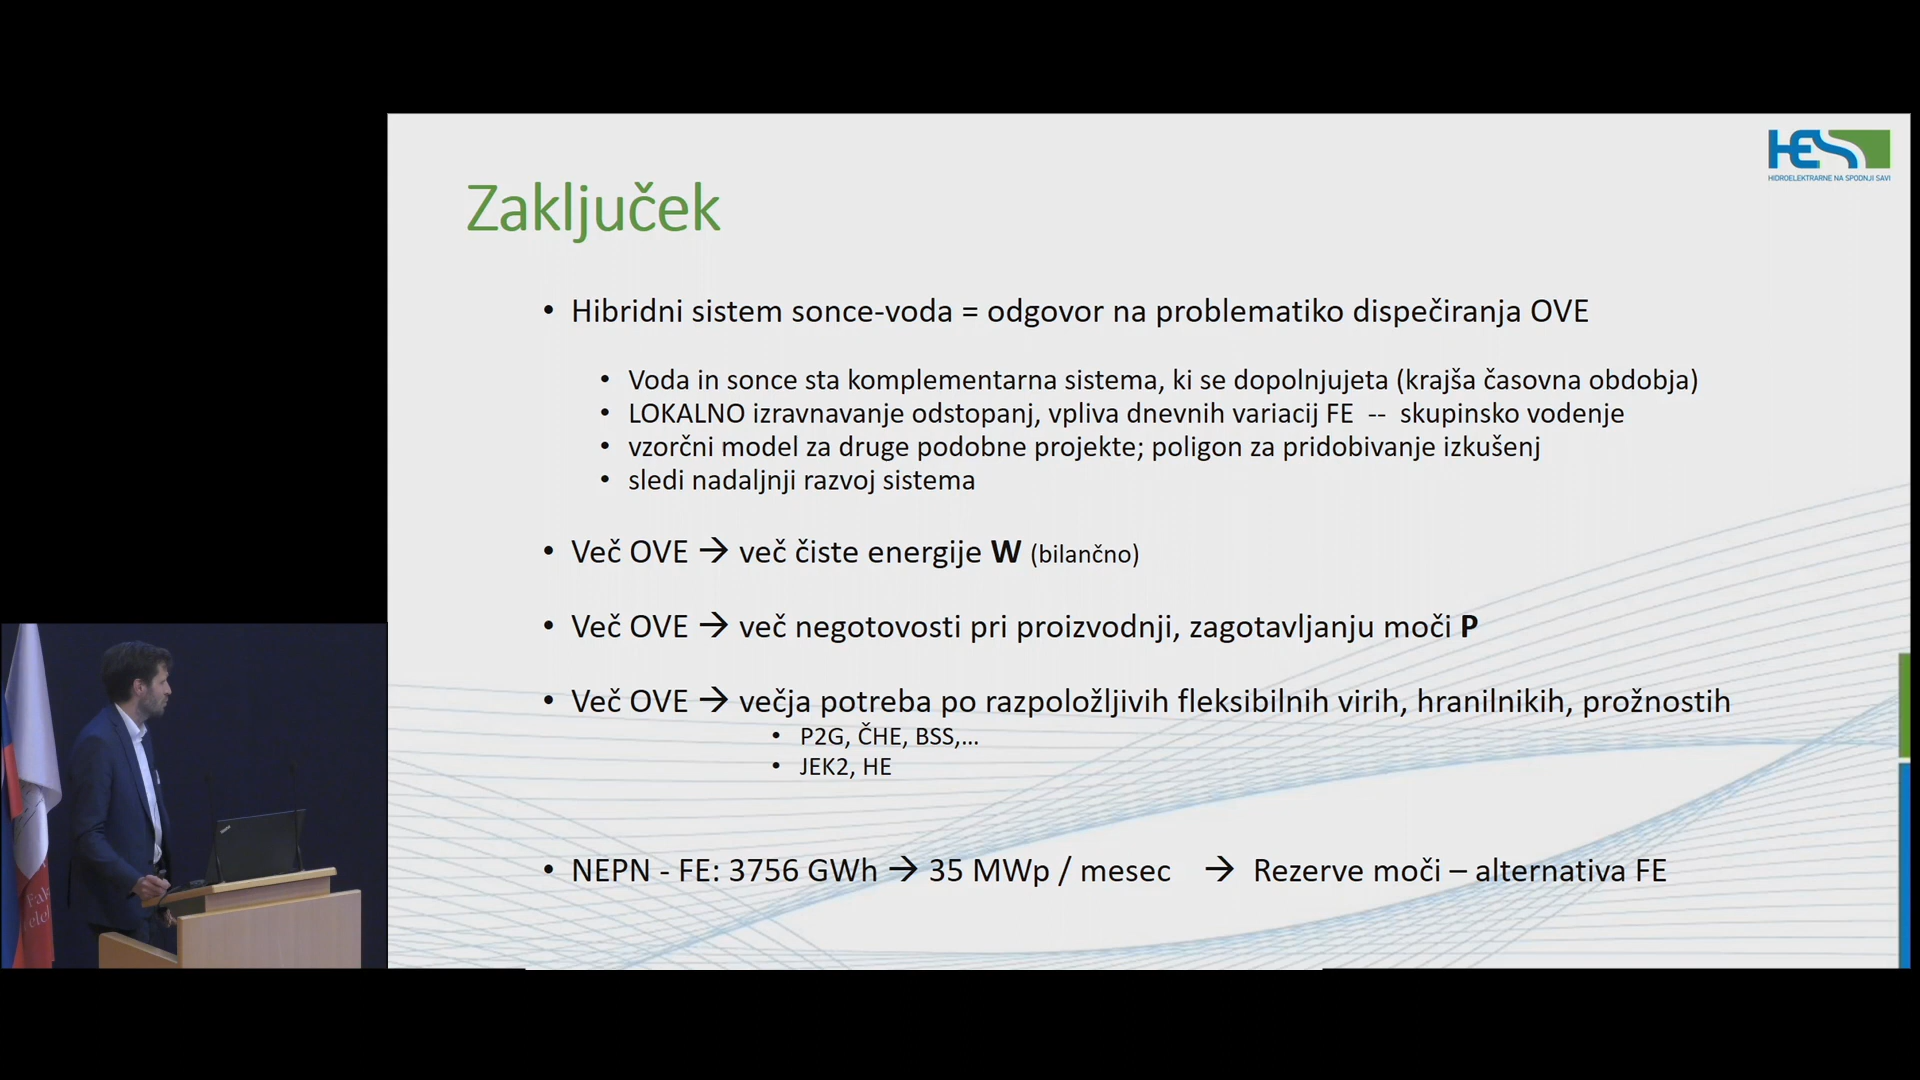 HESS
HIDROELEKTRARNE NA SPODNJI SAVI
Zaključek
• Hibridni sistem sonce-voda = odgovor na problematiko dispečiranja OVE
• Voda in sonce sta komplementarna sistema, ki se dopolnjujeta (krajša časovna obdobja)
• LOKALNO izravnavanje odstopanj, vpliva dnevnih variacij FE -- skupinsko vodenje
• vzorčni model za druge podobne projekte; poligon za pridobivanje izkušenj
• sledi nadaljnji razvoj sistema
• Več OVE → več čiste energije W (bilančno)
• Več OVE → več negotovosti pri proizvodnji, zagotavljanju moči P
• Več OVE → večja potreba po razpoložljivih fleksibilnih virih, hranilnikih, prožnostih
• P2G, ČHE, BSS,...
• JEK2, HE
• NEPN - FE: 3756 GWh → 35 MWp / mesec → Rezerve moči – alternativa FE